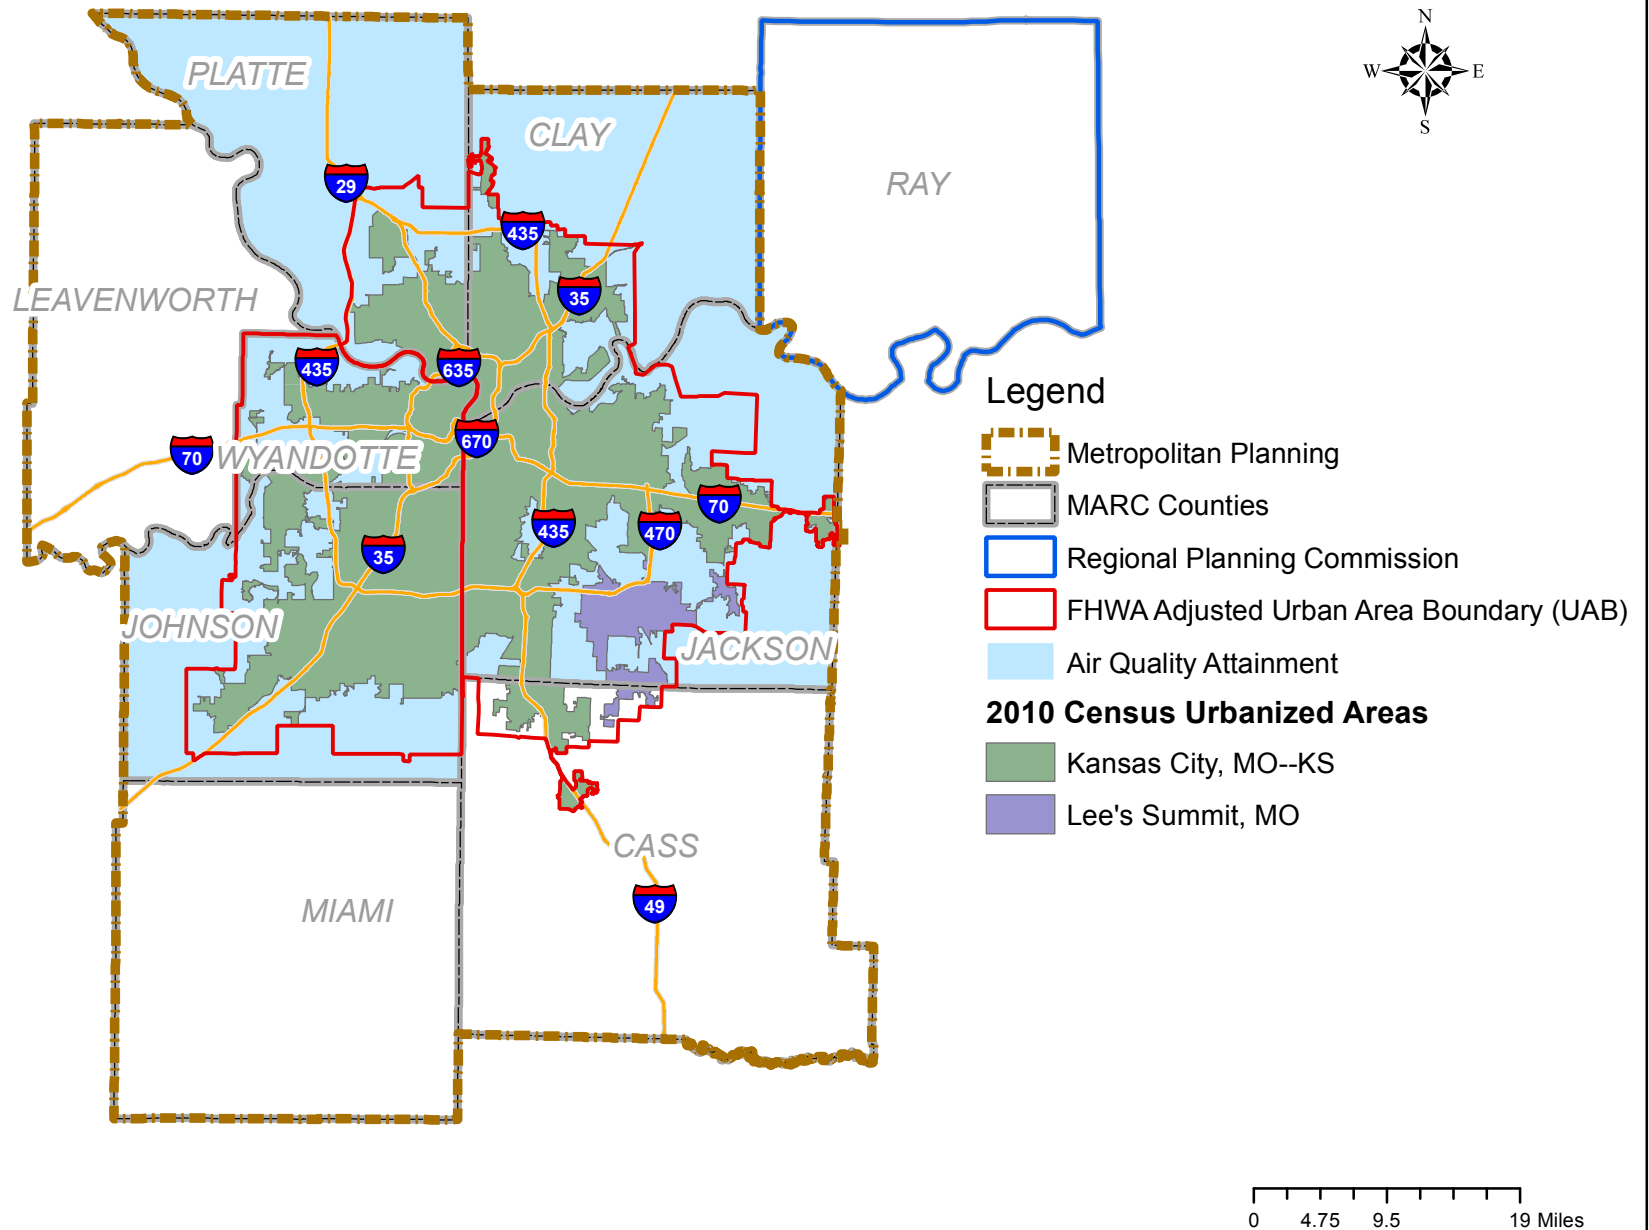 N
W E
S
PLATTE
CLAY
RAY
29
435
LEAVENWORTH
35
435
635
670
70
WYANDOTTE
70
435
470
35
JOHNSON
JACKSON
CASS
MIAMI
49
Legend
Metropolitan Planning
MARC Counties
Regional Planning Commission
FHWA Adjusted Urban Area Boundary (UAB)
Air Quality Attainment
2010 Census Urbanized Areas
Kansas City, MO--KS
Lee's Summit, MO
0 4.75 9.5 19 Miles